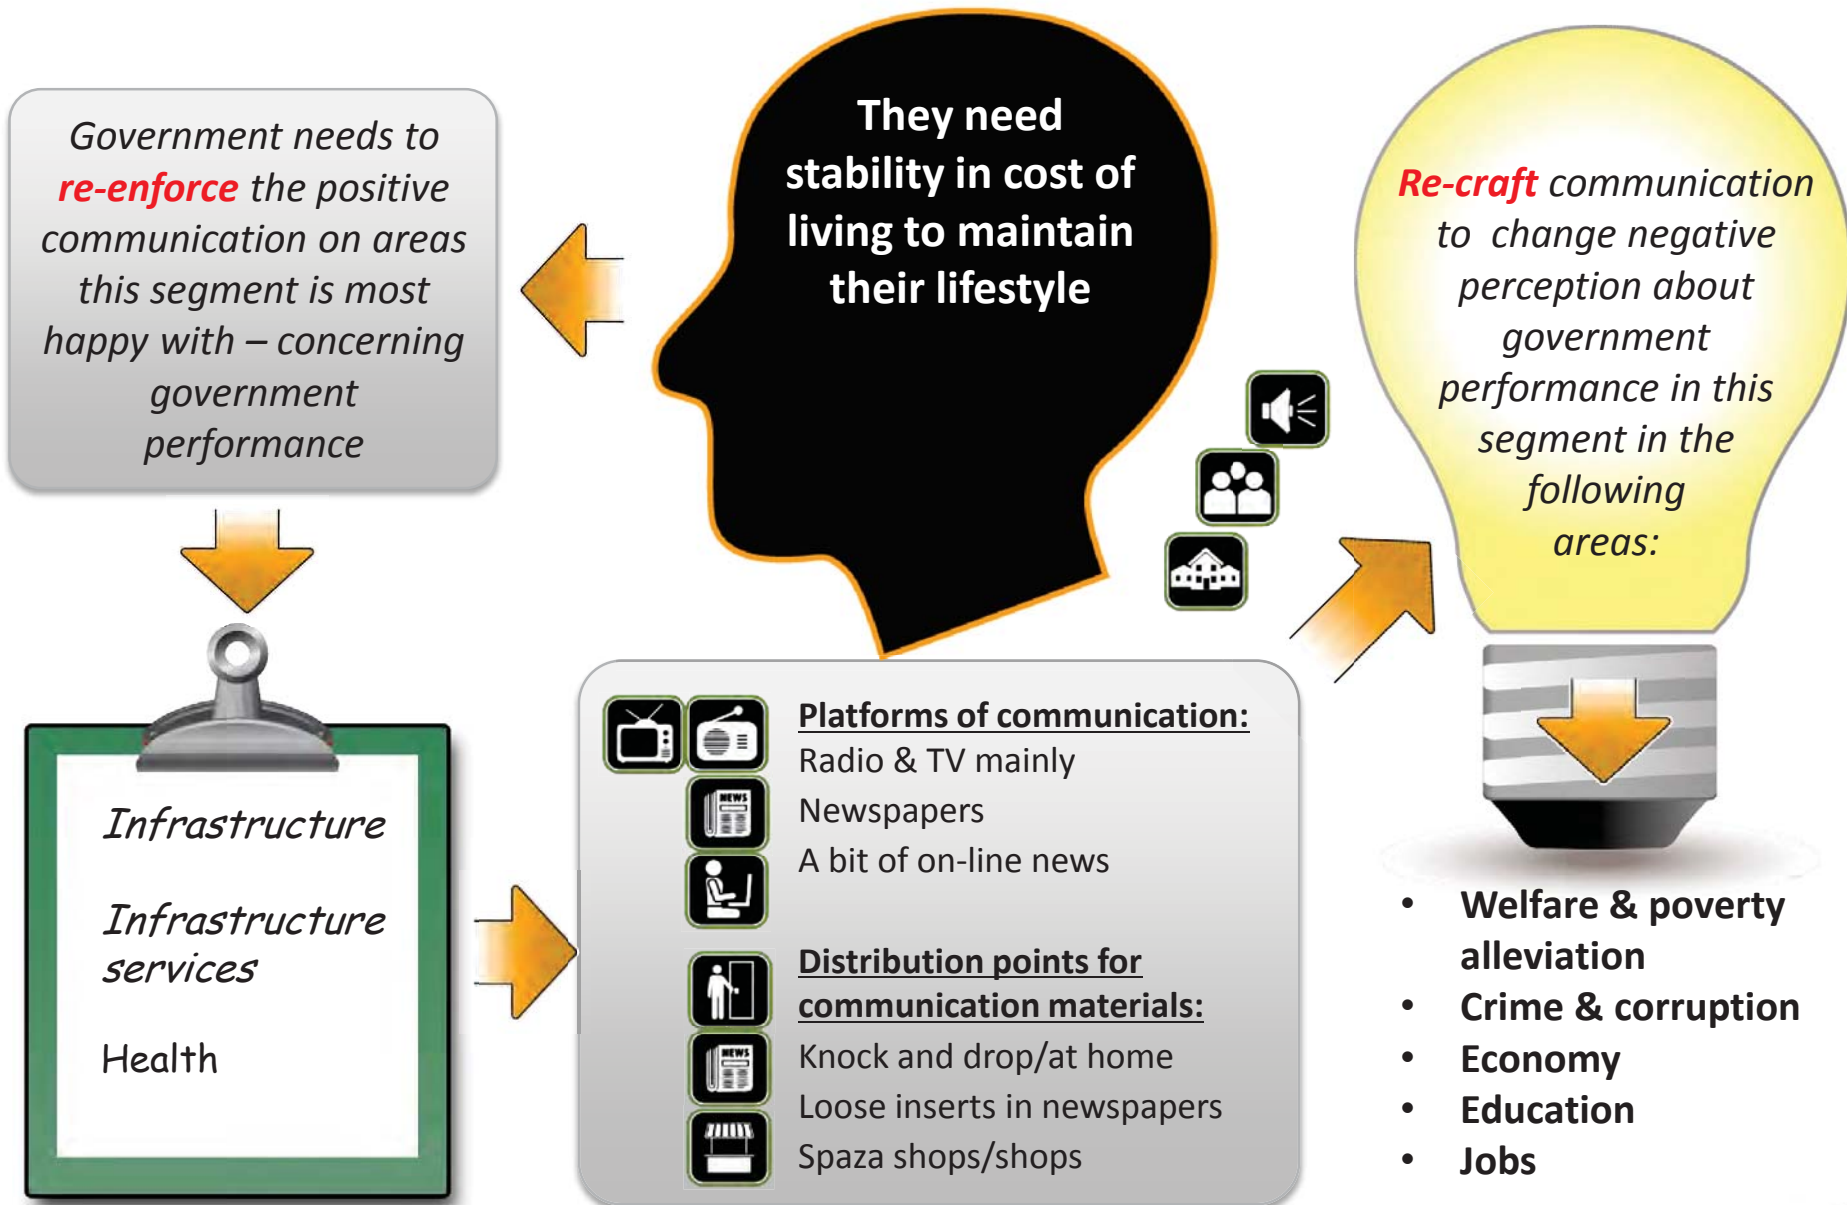 They need
stability in cost of
living to maintain
their lifestyle
Government needs to
re-enforce the positive
communication on areas
this segment is most
happy with – concerning
government
performance
Infrastructure
Infrastructure
services
Health
Platforms of communication:
Radio & TV mainly
NEWS
Newspapers
A bit of on-line news
Distribution points for
communication materials:
Knock and drop/at home
NEWS
Loose inserts in newspapers
Spaza shops/shops
Re-craft communication
to  change negative
perception about
government
performance in this
segment in the
following
areas:
• Welfare & poverty
alleviation
• Crime & corruption
• Economy
• Education
• Jobs